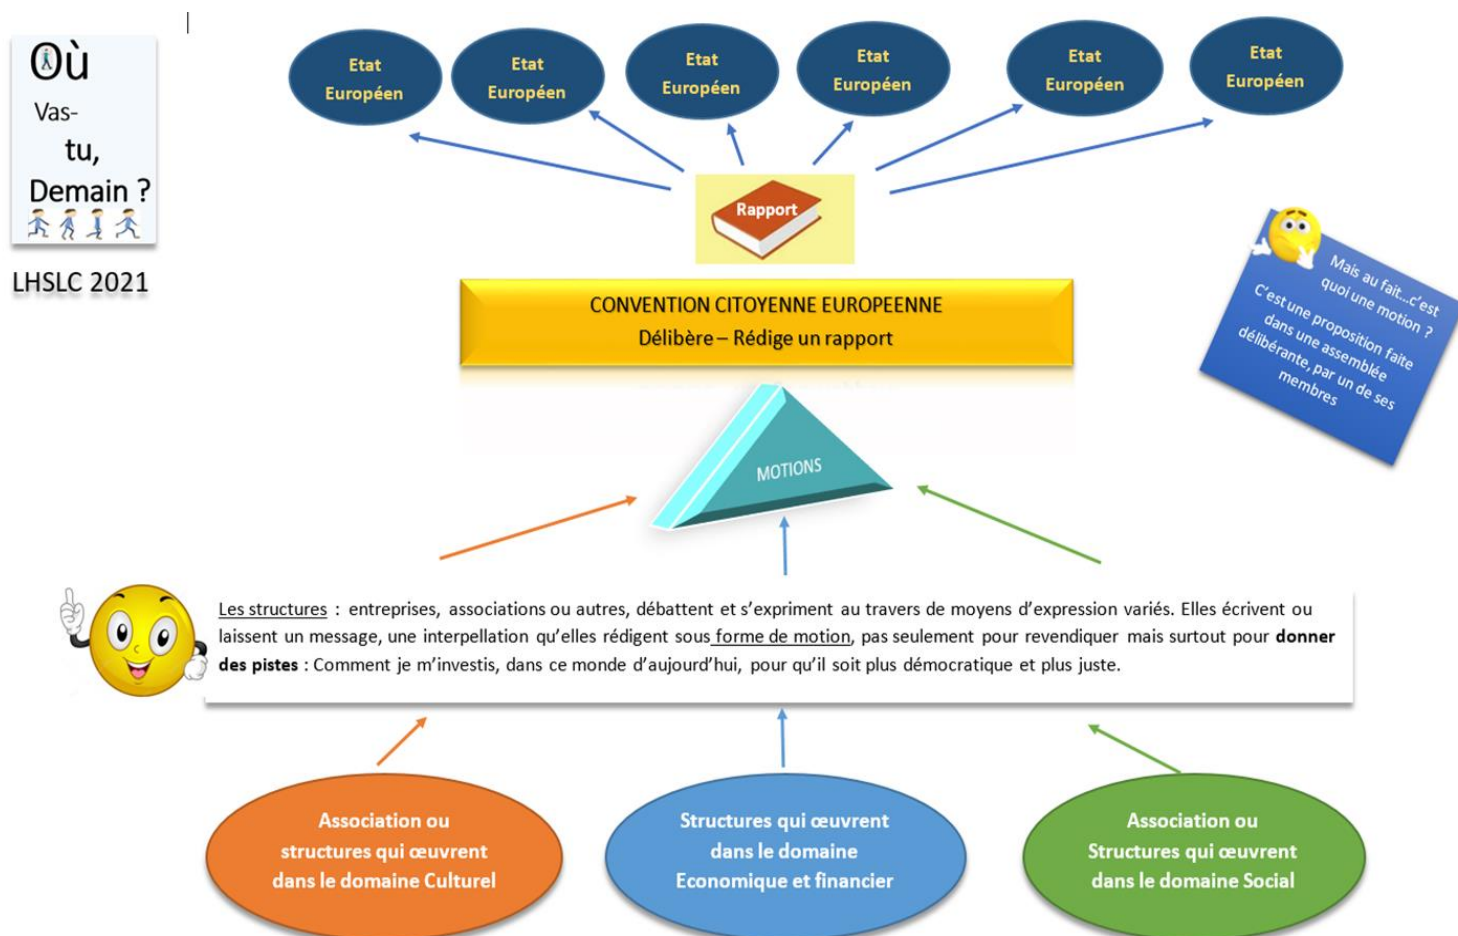 Où
Vas-
tu,
Demain ?
LHSLC 2021
Etat
Européen
Etat
Européen
Etat
Européen
Etat
Européen
Etat
Européen
Etat
Européen
Rapport
CONVENTION CITOYENNE EUROPEENNE
Délibère – Rédige un rapport
Mais au fait...c’est
quoi une motion ?
C’est une proposition faite
dans une assemblée
délibérante, par un de ses
membres
MOTIONS
Les structures : entreprises, associations ou autres, débattent et s’expriment au travers de moyens d’expression variés. Elles écrivent ou
laissent un message, une interpellation qu’elles rédigent sous forme de motion, pas seulement pour revendiquer mais surtout pour donner
des pistes : Comment je m’investis, dans ce monde d’aujourd’hui, pour qu’il soit plus démocratique et plus juste.
Association ou
structures qui œuvrent
dans le domaine Culturel
Structures qui œuvrent
dans le domaine
Economique et financier
Association ou
Structures qui œuvrent
dans le domaine Social